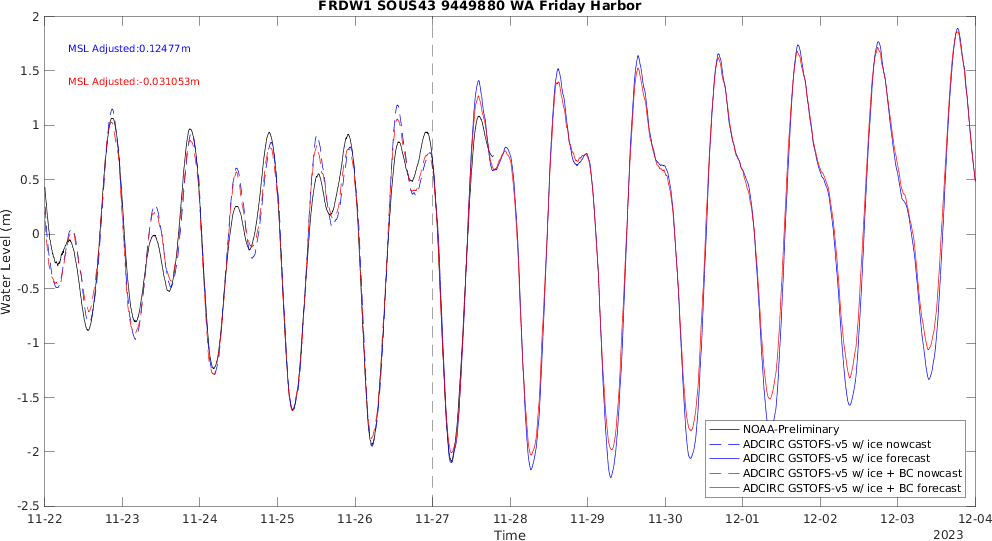 FRDW1 SOUS43 9449880 WA Friday Harbor
MSL Adjusted:0.12477m
MSL Adjusted:-0.031053m
Water Level (m)
2
1.5
1
0.5
0
-0.5
-1
-1.5
-2
-2.5
NOAA-Preliminary
ADCIRC GSTOFS-v5 w/ ice nowcast
ADCIRC GSTOFS-v5 w/ ice forecast
ADCIRC GSTOFS-v5 w/ ice + BC nowcast
ADCIRC GSTOFS-v5 w/ ice + BC forecast
11-22 11-23 11-24 11-25 11-26 11-27 11-28 11-29 11-30 12-01 12-02 12-03 12-04
Time
2023